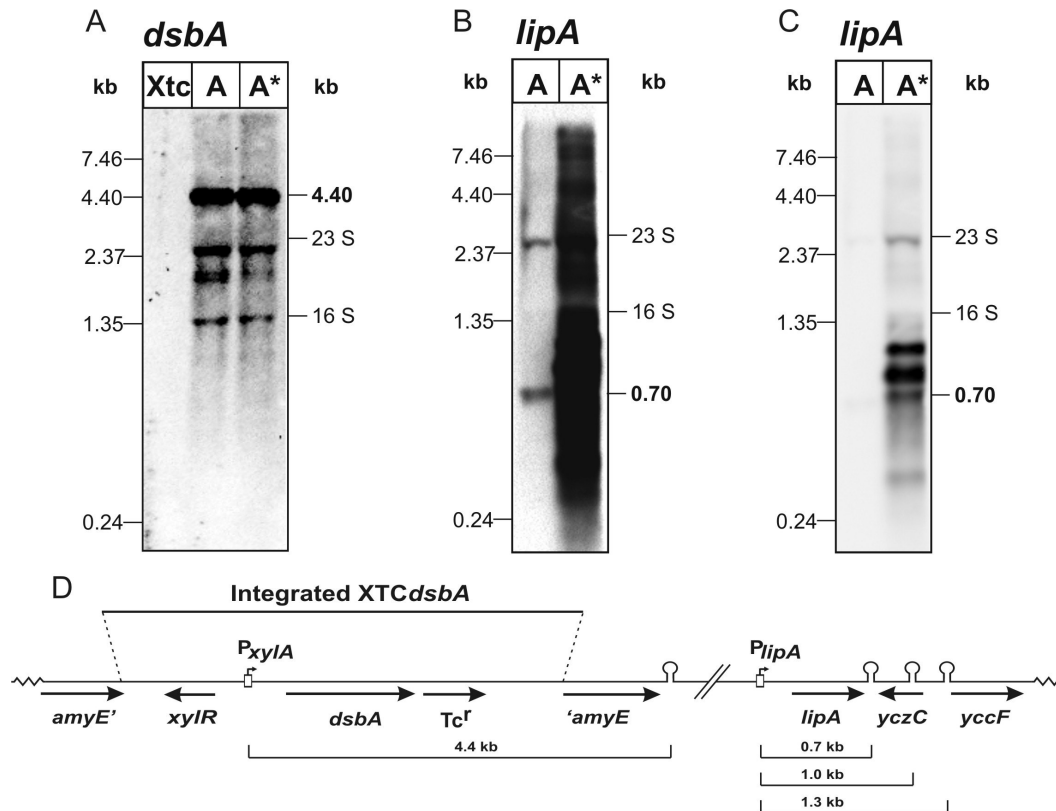 A
dsbA
kb
Xtc A A*
kb
7.46
4.40
4.40
23 S
2.37
16 S
1.35
0.24
B
lipA
kb
A A*
kb
7.46
4.40
23 S
2.37
16 S
1.35
0.70
0.24
C
lipA
kb
A A*
kb
7.46
4.40
23 S
2.37
16 S
1.35
0.70
0.24
D
Integrated XTCdsbA
PxylA
PlipA
amyE’ xylR dsbA Tcr ‘amyE lipA yczC yccF
4.4 kb
0.7 kb
1.0 kb
1.3 kb